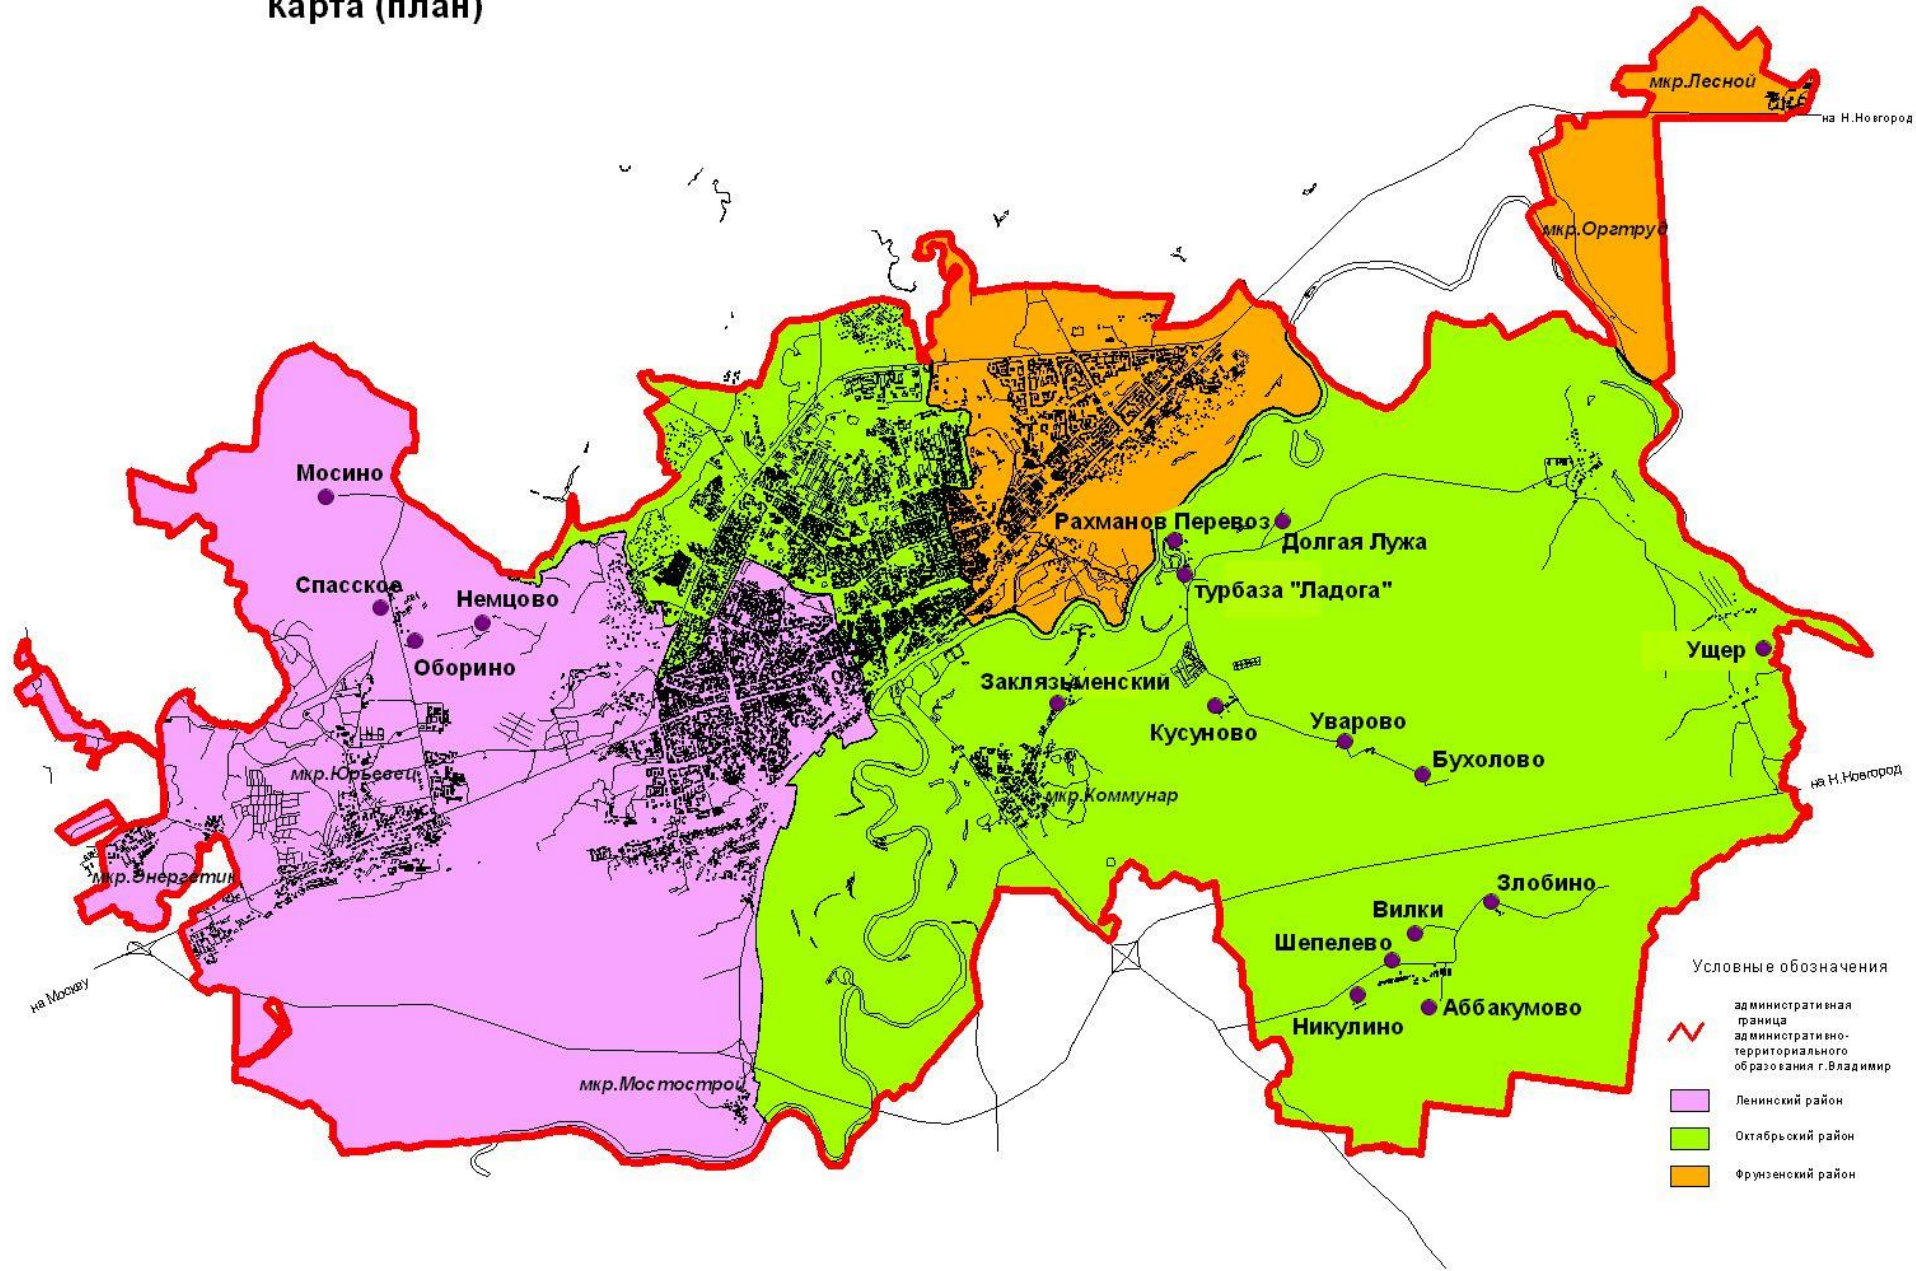 Карта (план)
мкр.Лесной
на Н.Новгород
мкр.Оргтруд
Мосино
Рахманов Перевоз
Долгая Лужа
Спасское
Немцово
турбаза "Ладога"
Оборино
Ущер
Заклязьменский
Кусуново
Уварово
Бухолово
мкр.Юрьевец
на Н.Новгород
мкр.Коммунар
мкр.Энергетик
Злобино
Вилки
Шепелево
на Москву
Аббакумово
Никулино
мкр.Мостострой
Условные обозначения
административная
граница
административно-
территориального
образования г.Владимир
Ленинский район
Октябрьский район
Фрунзенский район